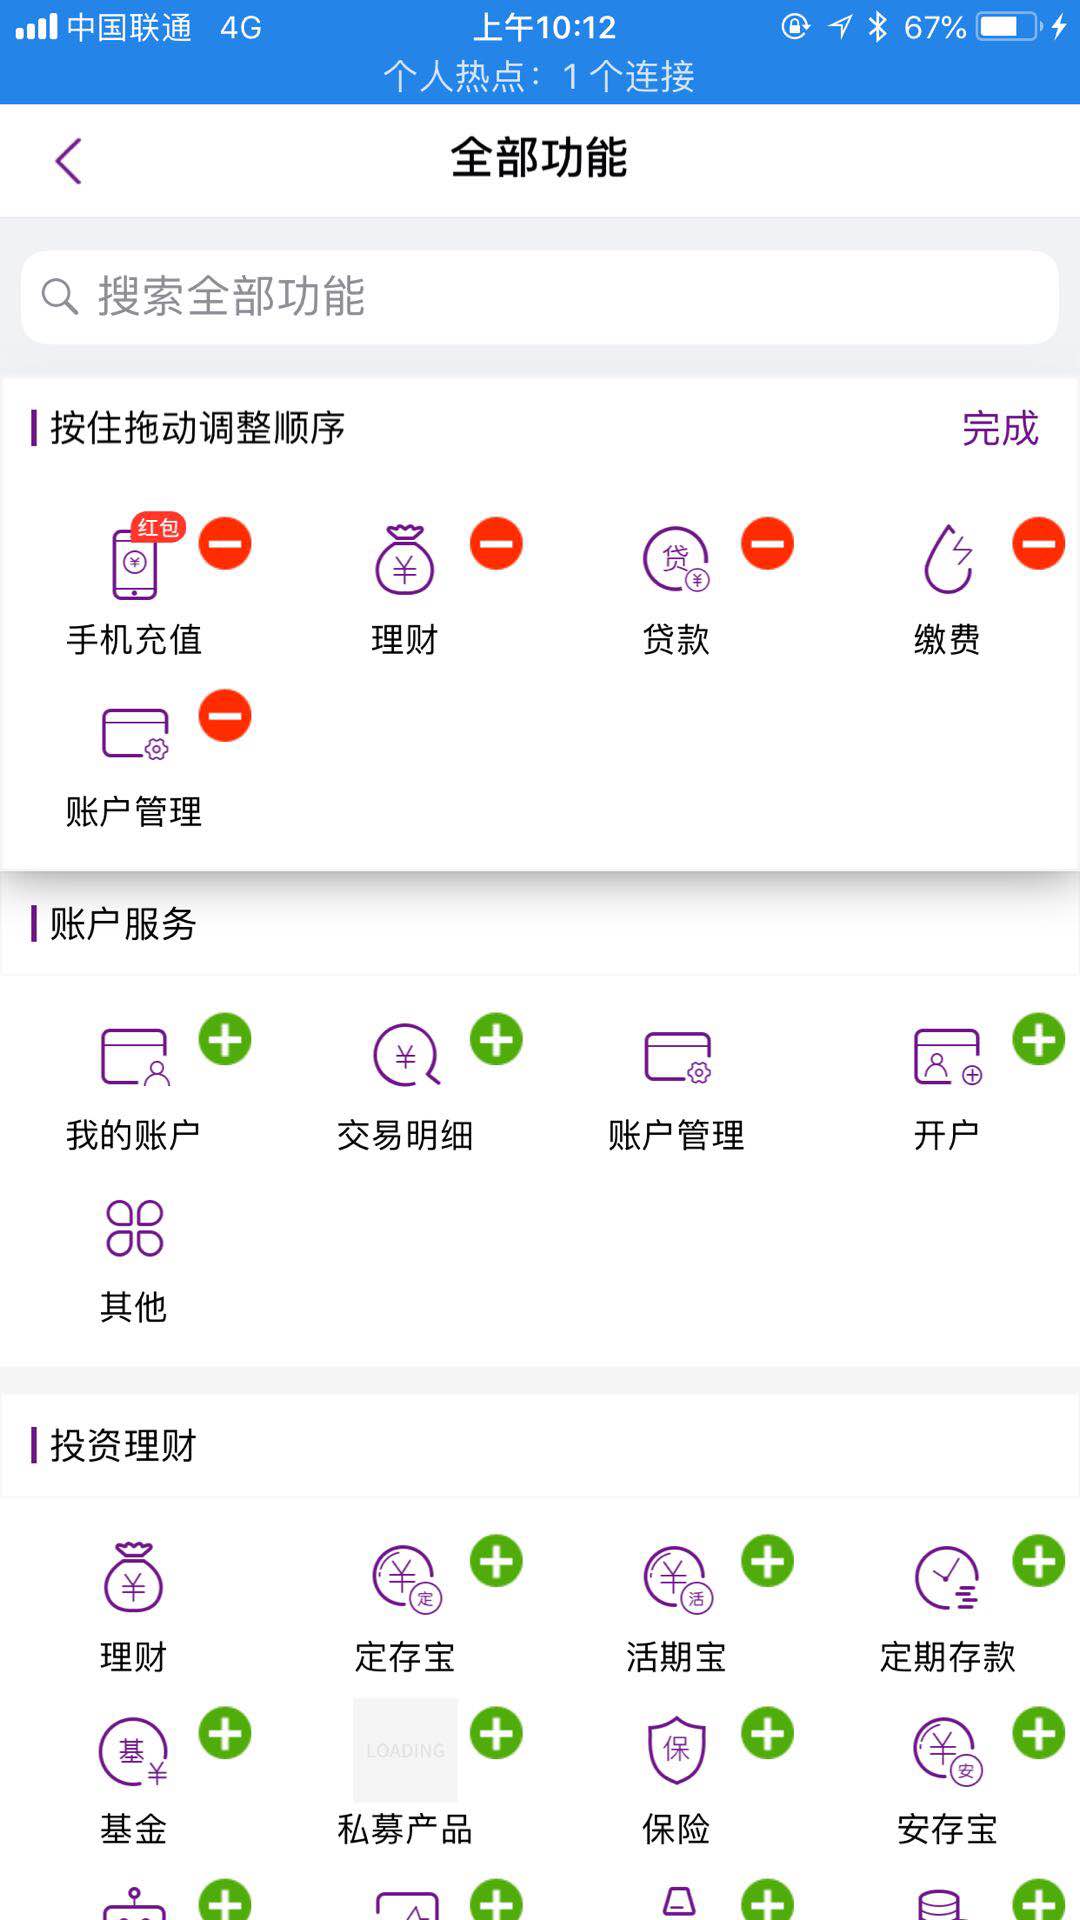 中国联通 4G 上午10:12 67%
个人热点：1 个连接
全部功能
搜索全部功能
按住拖动调整顺序 完成
红包
¥ ¥ 贷 ¥
手机充值 理财 贷款 缴费
账户管理
账户服务
¥
我的账户 交易明细 账户管理 开户
其他
投资理财
¥ ¥ 定 ¥ 活
理财 定存宝 活期宝 定期存款
基 ¥ LOADING 保 ¥ 安
基金 私募产品 保险 安存宝